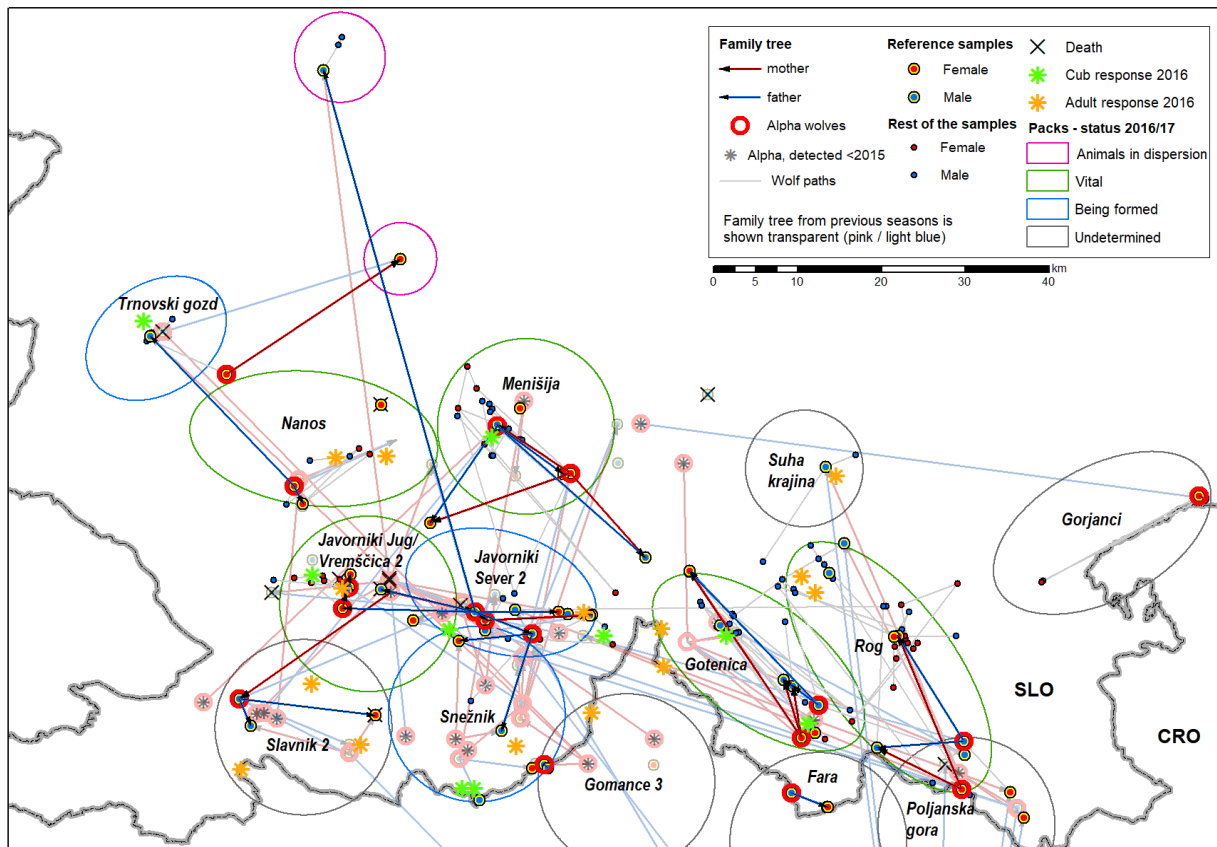 Family tree
mother
father
Alpha wolves
Alpha, detected <2015
Wolf paths
Family tree from previous seasons is
shown transparent (pink / light blue)
Reference samples
Female
Male
Rest of the samples
Female
Male
Death
Cub response 2016
Adult response 2016
Packs - status 2016/17
Animals in dispersion
Vital
Being formed
Undetermined
km
0 5 10 20 30 40
Trnovski gozd
Menišija
Nanos
Suha
krajina
Gorjanci
Javorniki Jug/
Vremščica 2
Javorniki
Sever 2
Gotenica
Rog
SLO
CRO
Snežnik
Slavnik 2
Gomance 3
Fara
Poljanska
gora